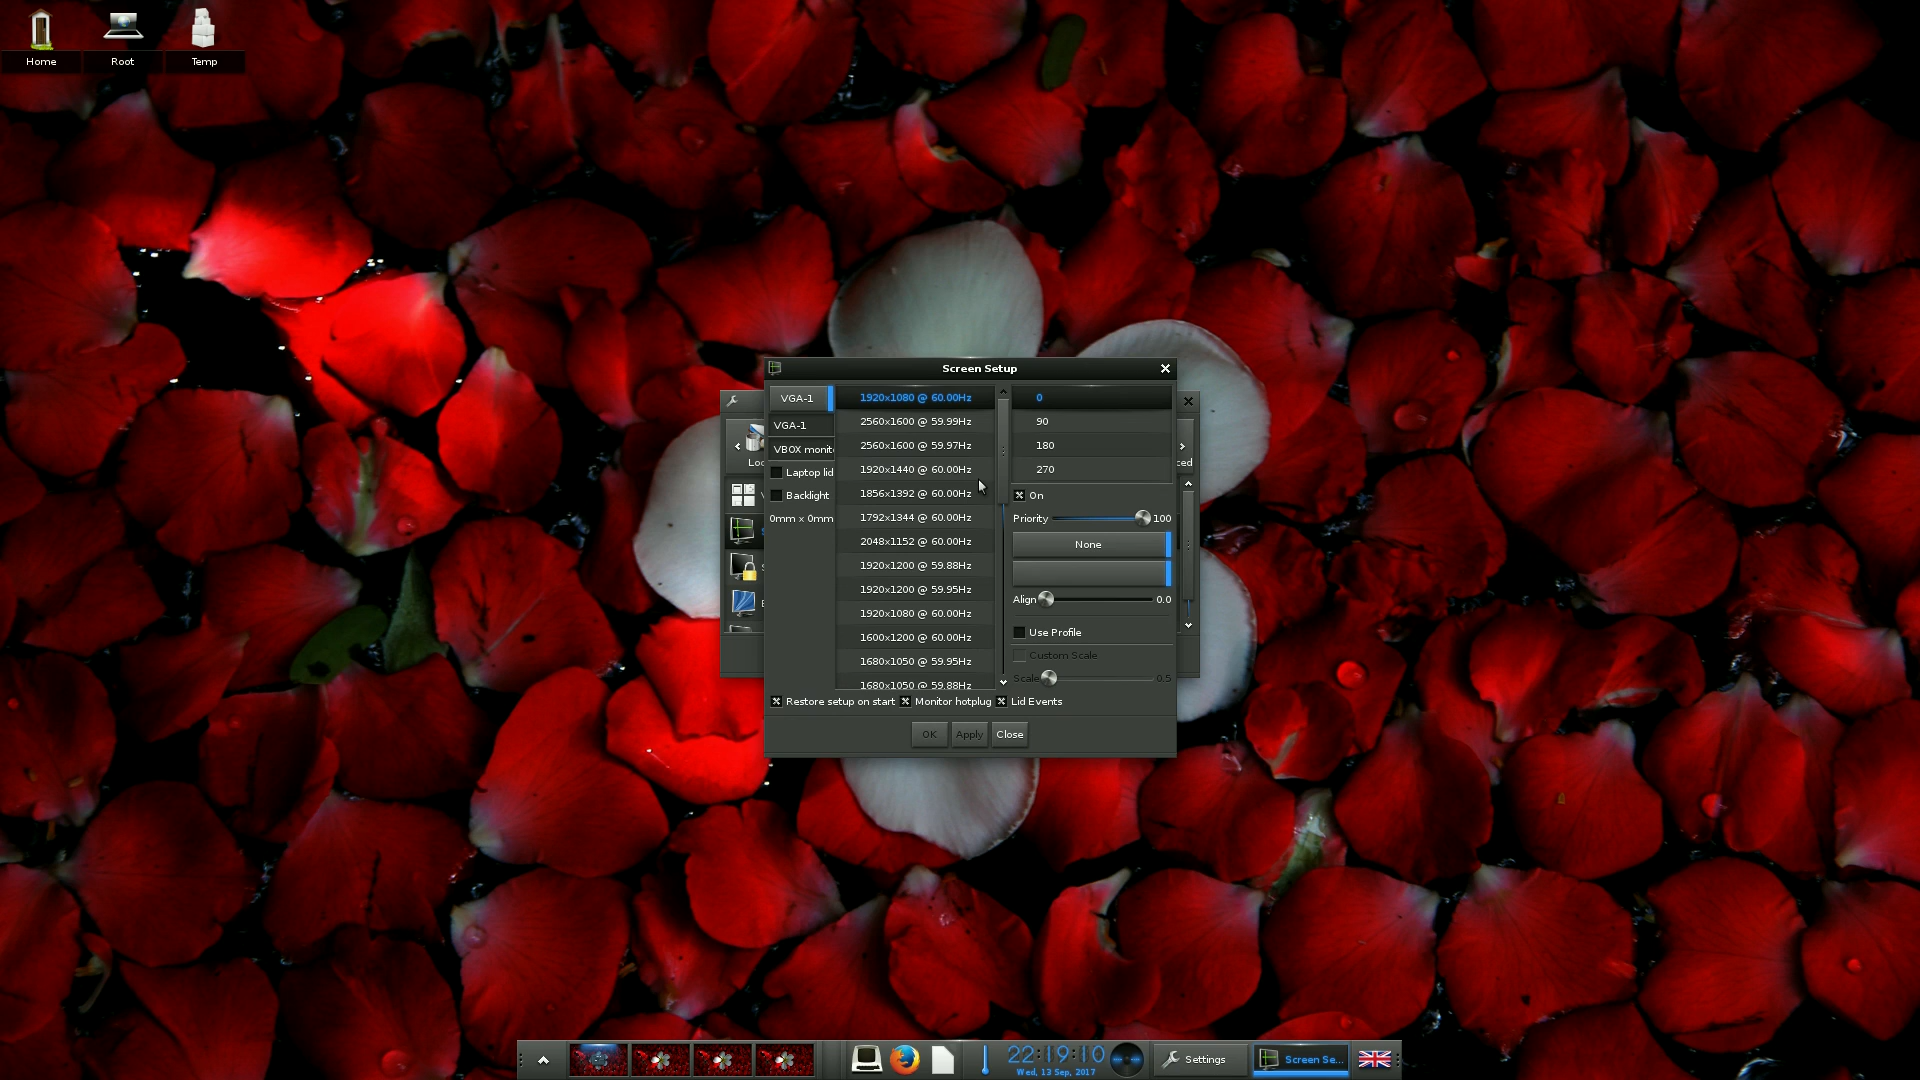 Home
Root
Temp
Screen Setup
VGA-1
VGA-1
VBOX monit
Laptop lid
Backlight
0mm x 0mm
1920x1080 @ 60.00Hz
2560x1600 @ 59.99Hz
2560x1600 @ 59.97Hz
1920x1440 @ 60.00Hz
1856x1392 @ 60.00Hz
1792x1344 @ 60.00Hz
2048x1152 @ 60.00Hz
1920x1200 @ 59.88Hz
1920x1200 @ 59.95Hz
1920x1080 @ 60.00Hz
1600x1200 @ 60.00Hz
1680x1050 @ 59.95Hz
1680x1050 @ 59.88Hz
0
90
180
270
On
Priority 100
None
Align 0.0
Use Profile
Custom Scale
Scale 0.5
Restore setup on start Monitor hotplug Lid Events
OK Apply Close
Loo
ced
22:19:10
Wed, 13 Sep, 2017
Settings
Screen Se...